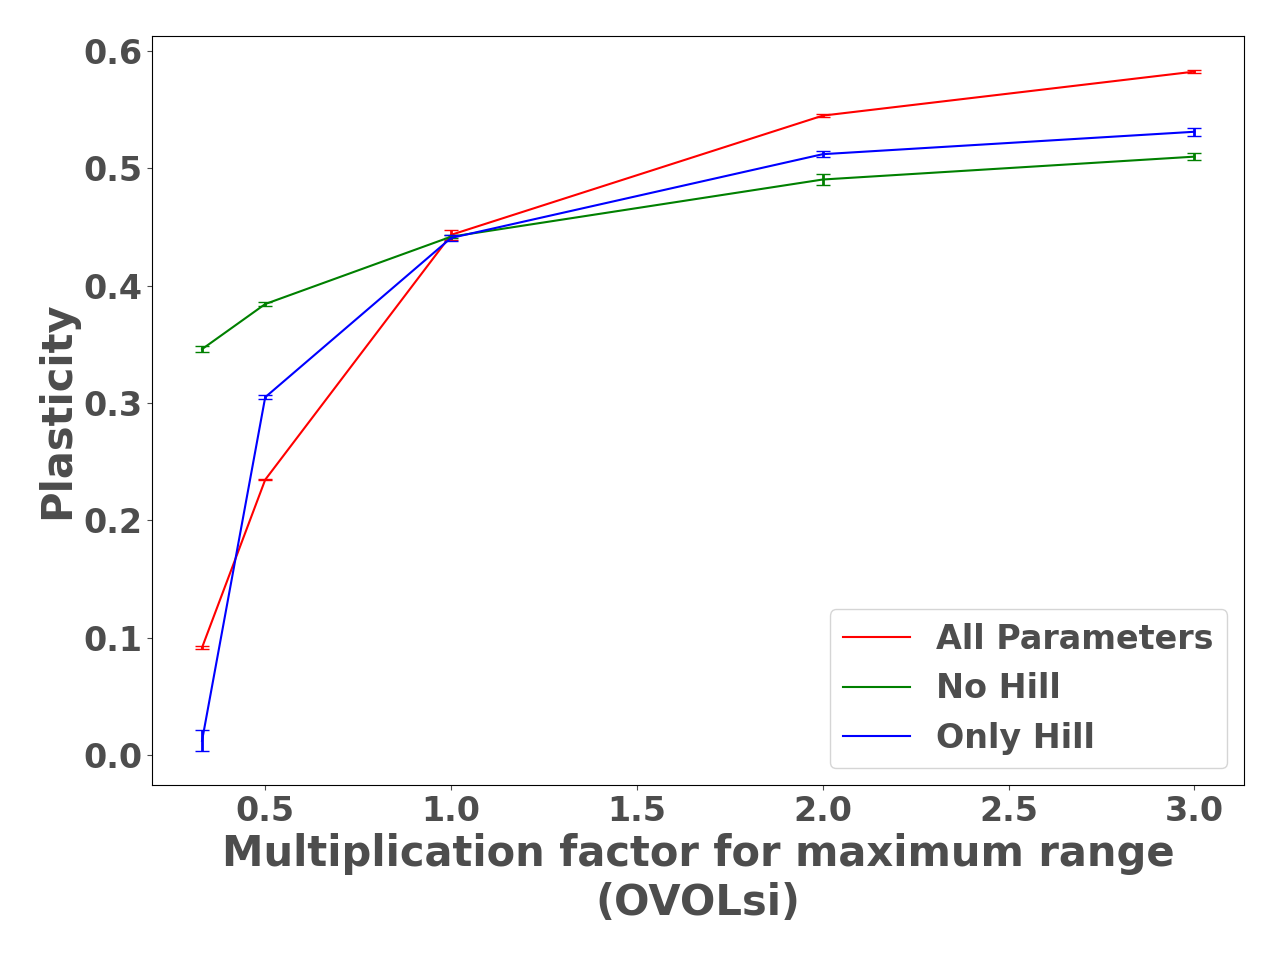 0.6
0.5
0.4
0.3
0.2
0.1
0.0
Plasticity
All Parameters
No Hill
Only Hill
0.5 1.0 1.5 2.0 2.5 3.0
Multiplication factor for maximum range
(OVOLsi)